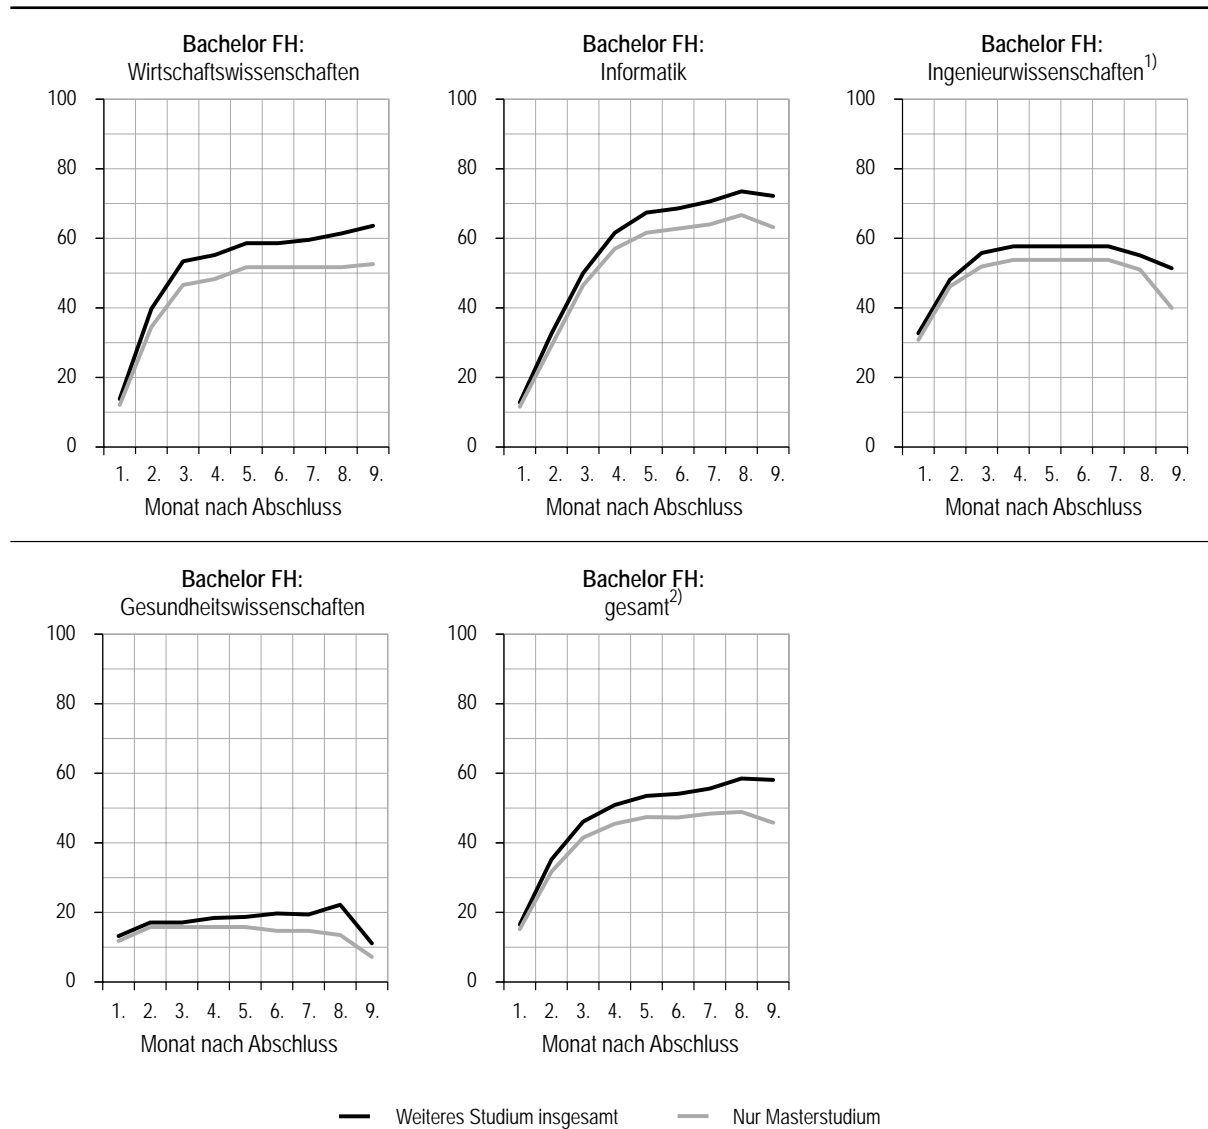 Bachelor FH:
Wirtschaftswissenschaften
100
80
60
40
20
0
1. 2. 3. 4. 5. 6. 7. 8. 9.
Monat nach Abschluss
Bachelor FH:
Informatik
100
80
60
40
20
0
1. 2. 3. 4. 5. 6. 7. 8. 9.
Monat nach Abschluss
Bachelor FH:
Ingenieurwissenschaften1)
100
80
60
40
20
0
1. 2. 3. 4. 5. 6. 7. 8. 9.
Monat nach Abschluss
Bachelor FH:
Gesundheitswissenschaften
100
80
60
40
20
0
1. 2. 3. 4. 5. 6. 7. 8. 9.
Monat nach Abschluss
Bachelor FH:
gesamt2)
100
80
60
40
20
0
1. 2. 3. 4. 5. 6. 7. 8. 9.
Monat nach Abschluss
Weiteres Studium insgesamt Nur Masterstudium